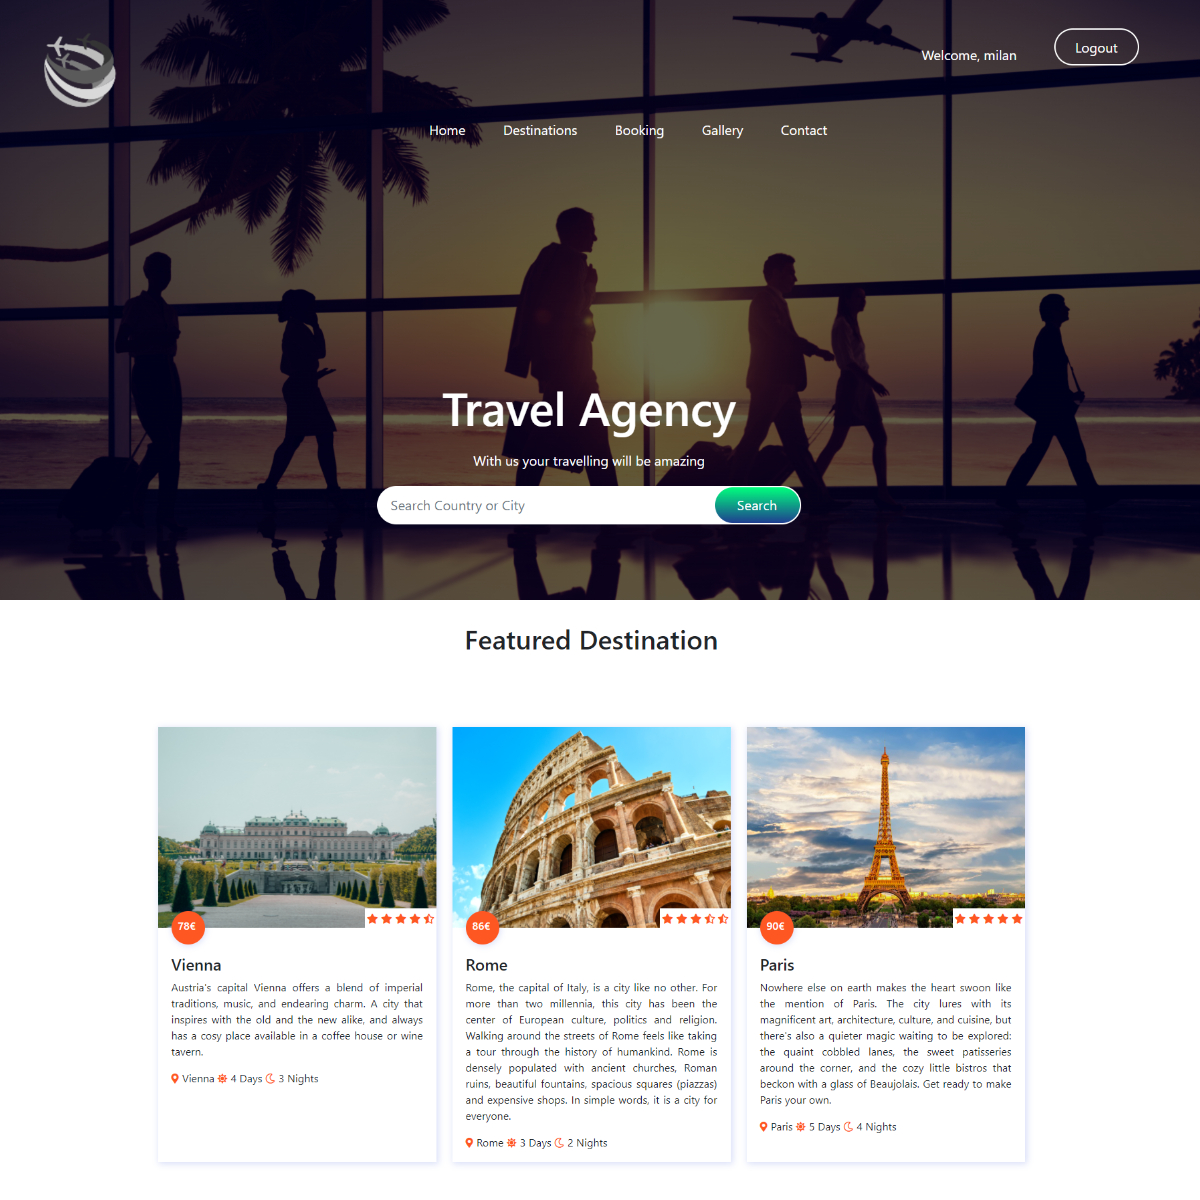 Welcome, milan
Logout
Home Destinations Booking Gallery Contact
Travel Agency
With us your travelling will be amazing
Search Country or City
Search
Featured Destination
78€
Vienna
Austria's capital Vienna offers a blend of imperial
traditions, music, and endearing charm. A city that
inspires with the old and the new alike, and always
has a cosy place available in a coffee house or wine
tavern.
Vienna 4 Days 3 Nights
86€
Rome
Rome, the capital of Italy, is a city like no other. For
more than two millennia, this city has been the
center of European culture, politics and religion.
Walking around the streets of Rome feels like taking
a tour through the history of humankind. Rome is
densely populated with ancient churches, Roman
ruins, beautiful fountains, spacious squares (piazzas)
and expensive shops. In simple words, it is a city for
everyone.
Rome 3 Days 2 Nights
90€
Paris
Nowhere else on earth makes the heart swoon like
the mention of Paris. The city lures with its
magnificent art, architecture, culture, and cuisine, but
there's also a quieter magic waiting to be explored:
the quaint cobbled lanes, the sweet patisseries
around the corner, and the cozy little bistros that
beckon with a glass of Beaujolais. Get ready to make
Paris your own.
Paris 5 Days 4 Nights